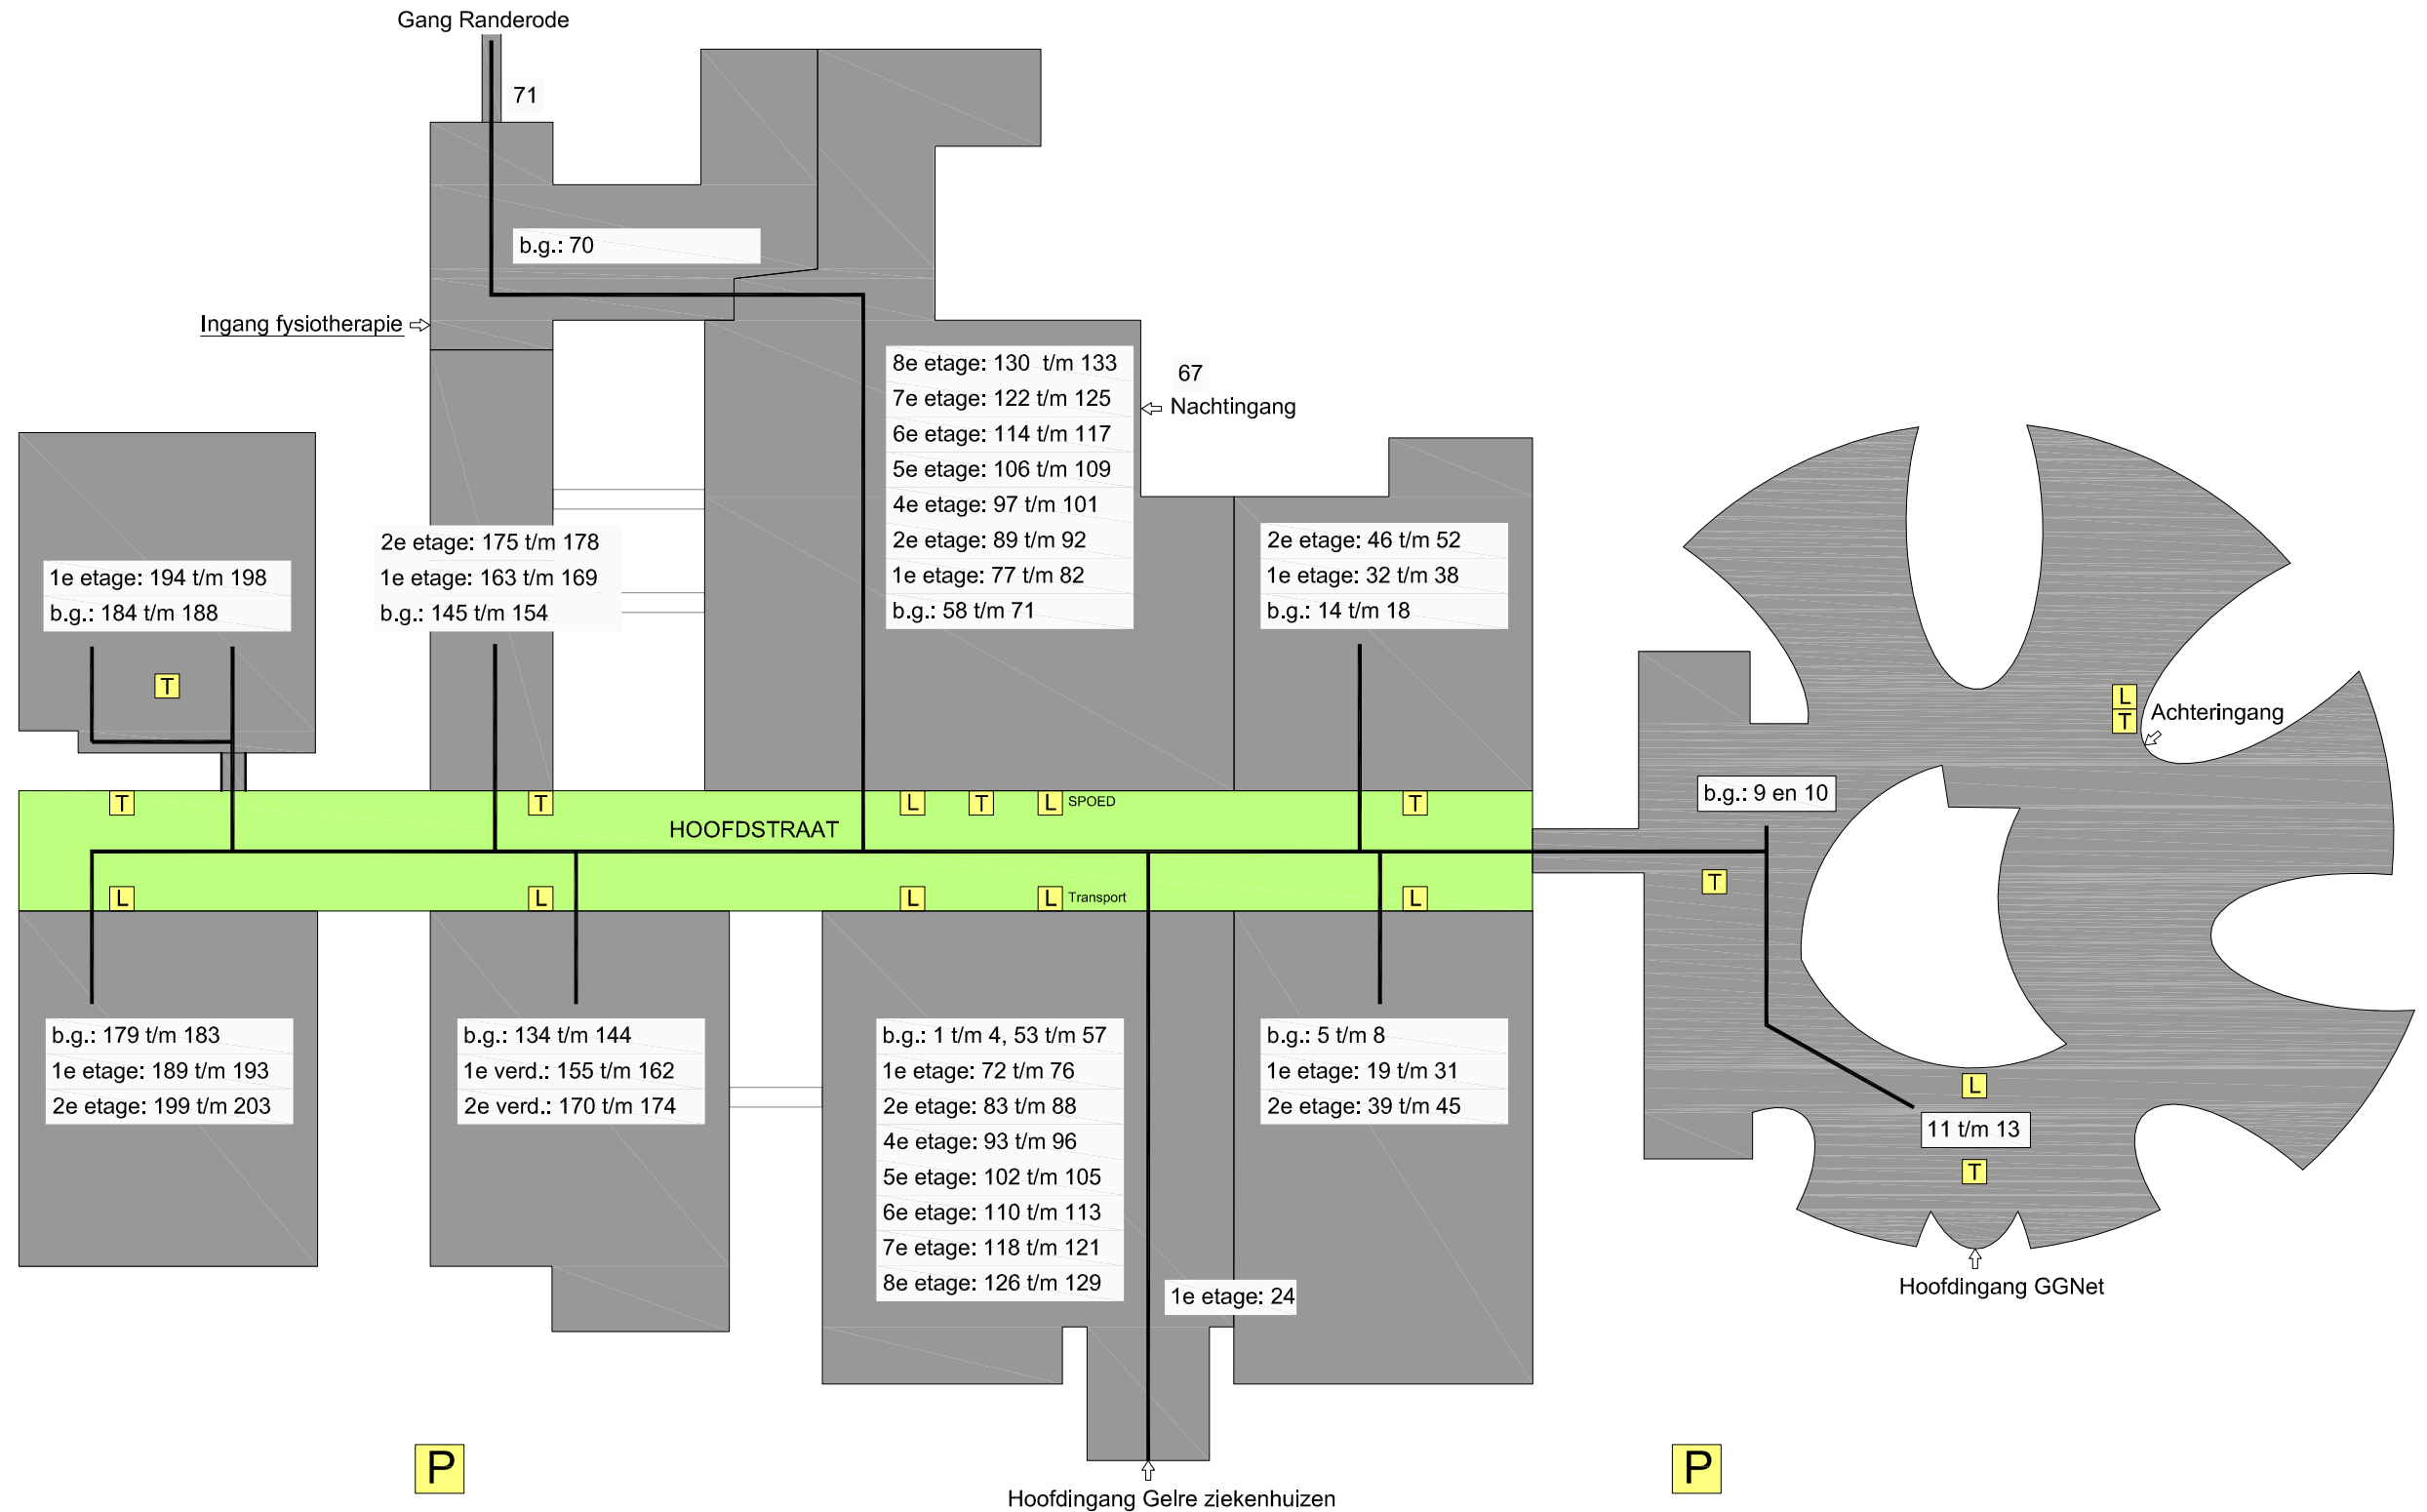 Gang Randerode
71
b.g.: 70
Ingang fysiotherapie
8e etage: 130 t/m 133
7e etage: 122 t/m 125
6e etage: 114 t/m 117
5e etage: 106 t/m 109
4e etage: 97 t/m 101
2e etage: 89 t/m 92
1e etage: 77 t/m 82
b.g.: 58 t/m 71
67
Nachtingang
2e etage: 175 t/m 178
1e etage: 163 t/m 169
b.g.: 145 t/m 154
2e etage: 46 t/m 52
1e etage: 32 t/m 38
b.g.: 14 t/m 18
1e etage: 194 t/m 198
b.g.: 184 t/m 188
T
L
T
Achteringang
b.g.: 9 en 10
T
T
L
T
L SPOED
T
HOOFDSTRAAT
T
L
L
L
L Transport
L
b.g.: 179 t/m 183
1e etage: 189 t/m 193
2e etage: 199 t/m 203
b.g.: 134 t/m 144
1e verd.: 155 t/m 162
2e verd.: 170 t/m 174
b.g.: 1 t/m 4, 53 t/m 57
1e etage: 72 t/m 76
2e etage: 83 t/m 88
4e etage: 93 t/m 96
5e etage: 102 t/m 105
6e etage: 110 t/m 113
7e etage: 118 t/m 121
8e etage: 126 t/m 129
b.g.: 5 t/m 8
1e etage: 19 t/m 31
2e etage: 39 t/m 45
1e etage: 24
L
11 t/m 13
T
Hoofdingang GGNet
P
P
Hoofdingang Gelre ziekenhuizen